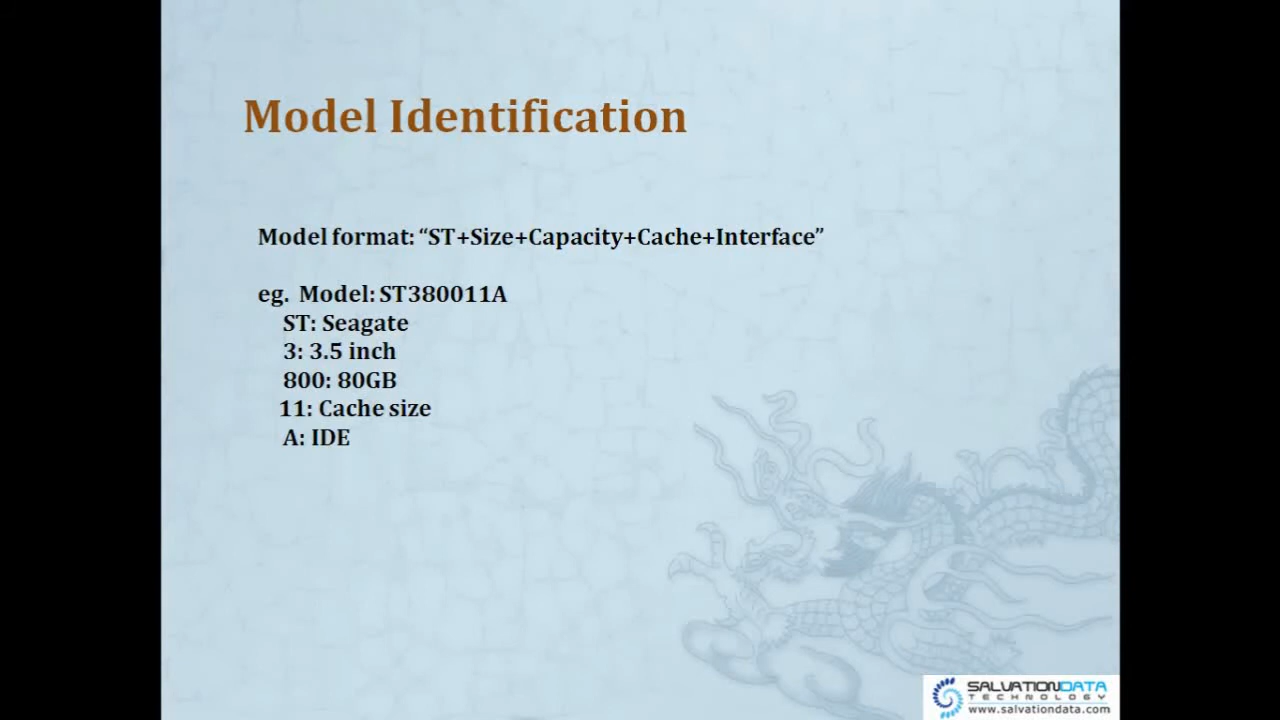 Model Identification
Model format: “ST+Size+Capacity+Cache+Interface”
eg. Model: ST380011A
ST: Seagate
3: 3.5 inch
800: 80GB
11: Cache size
A: IDE
SALVATIONDATA
TECHNOLOGY
www.salvationdata.com